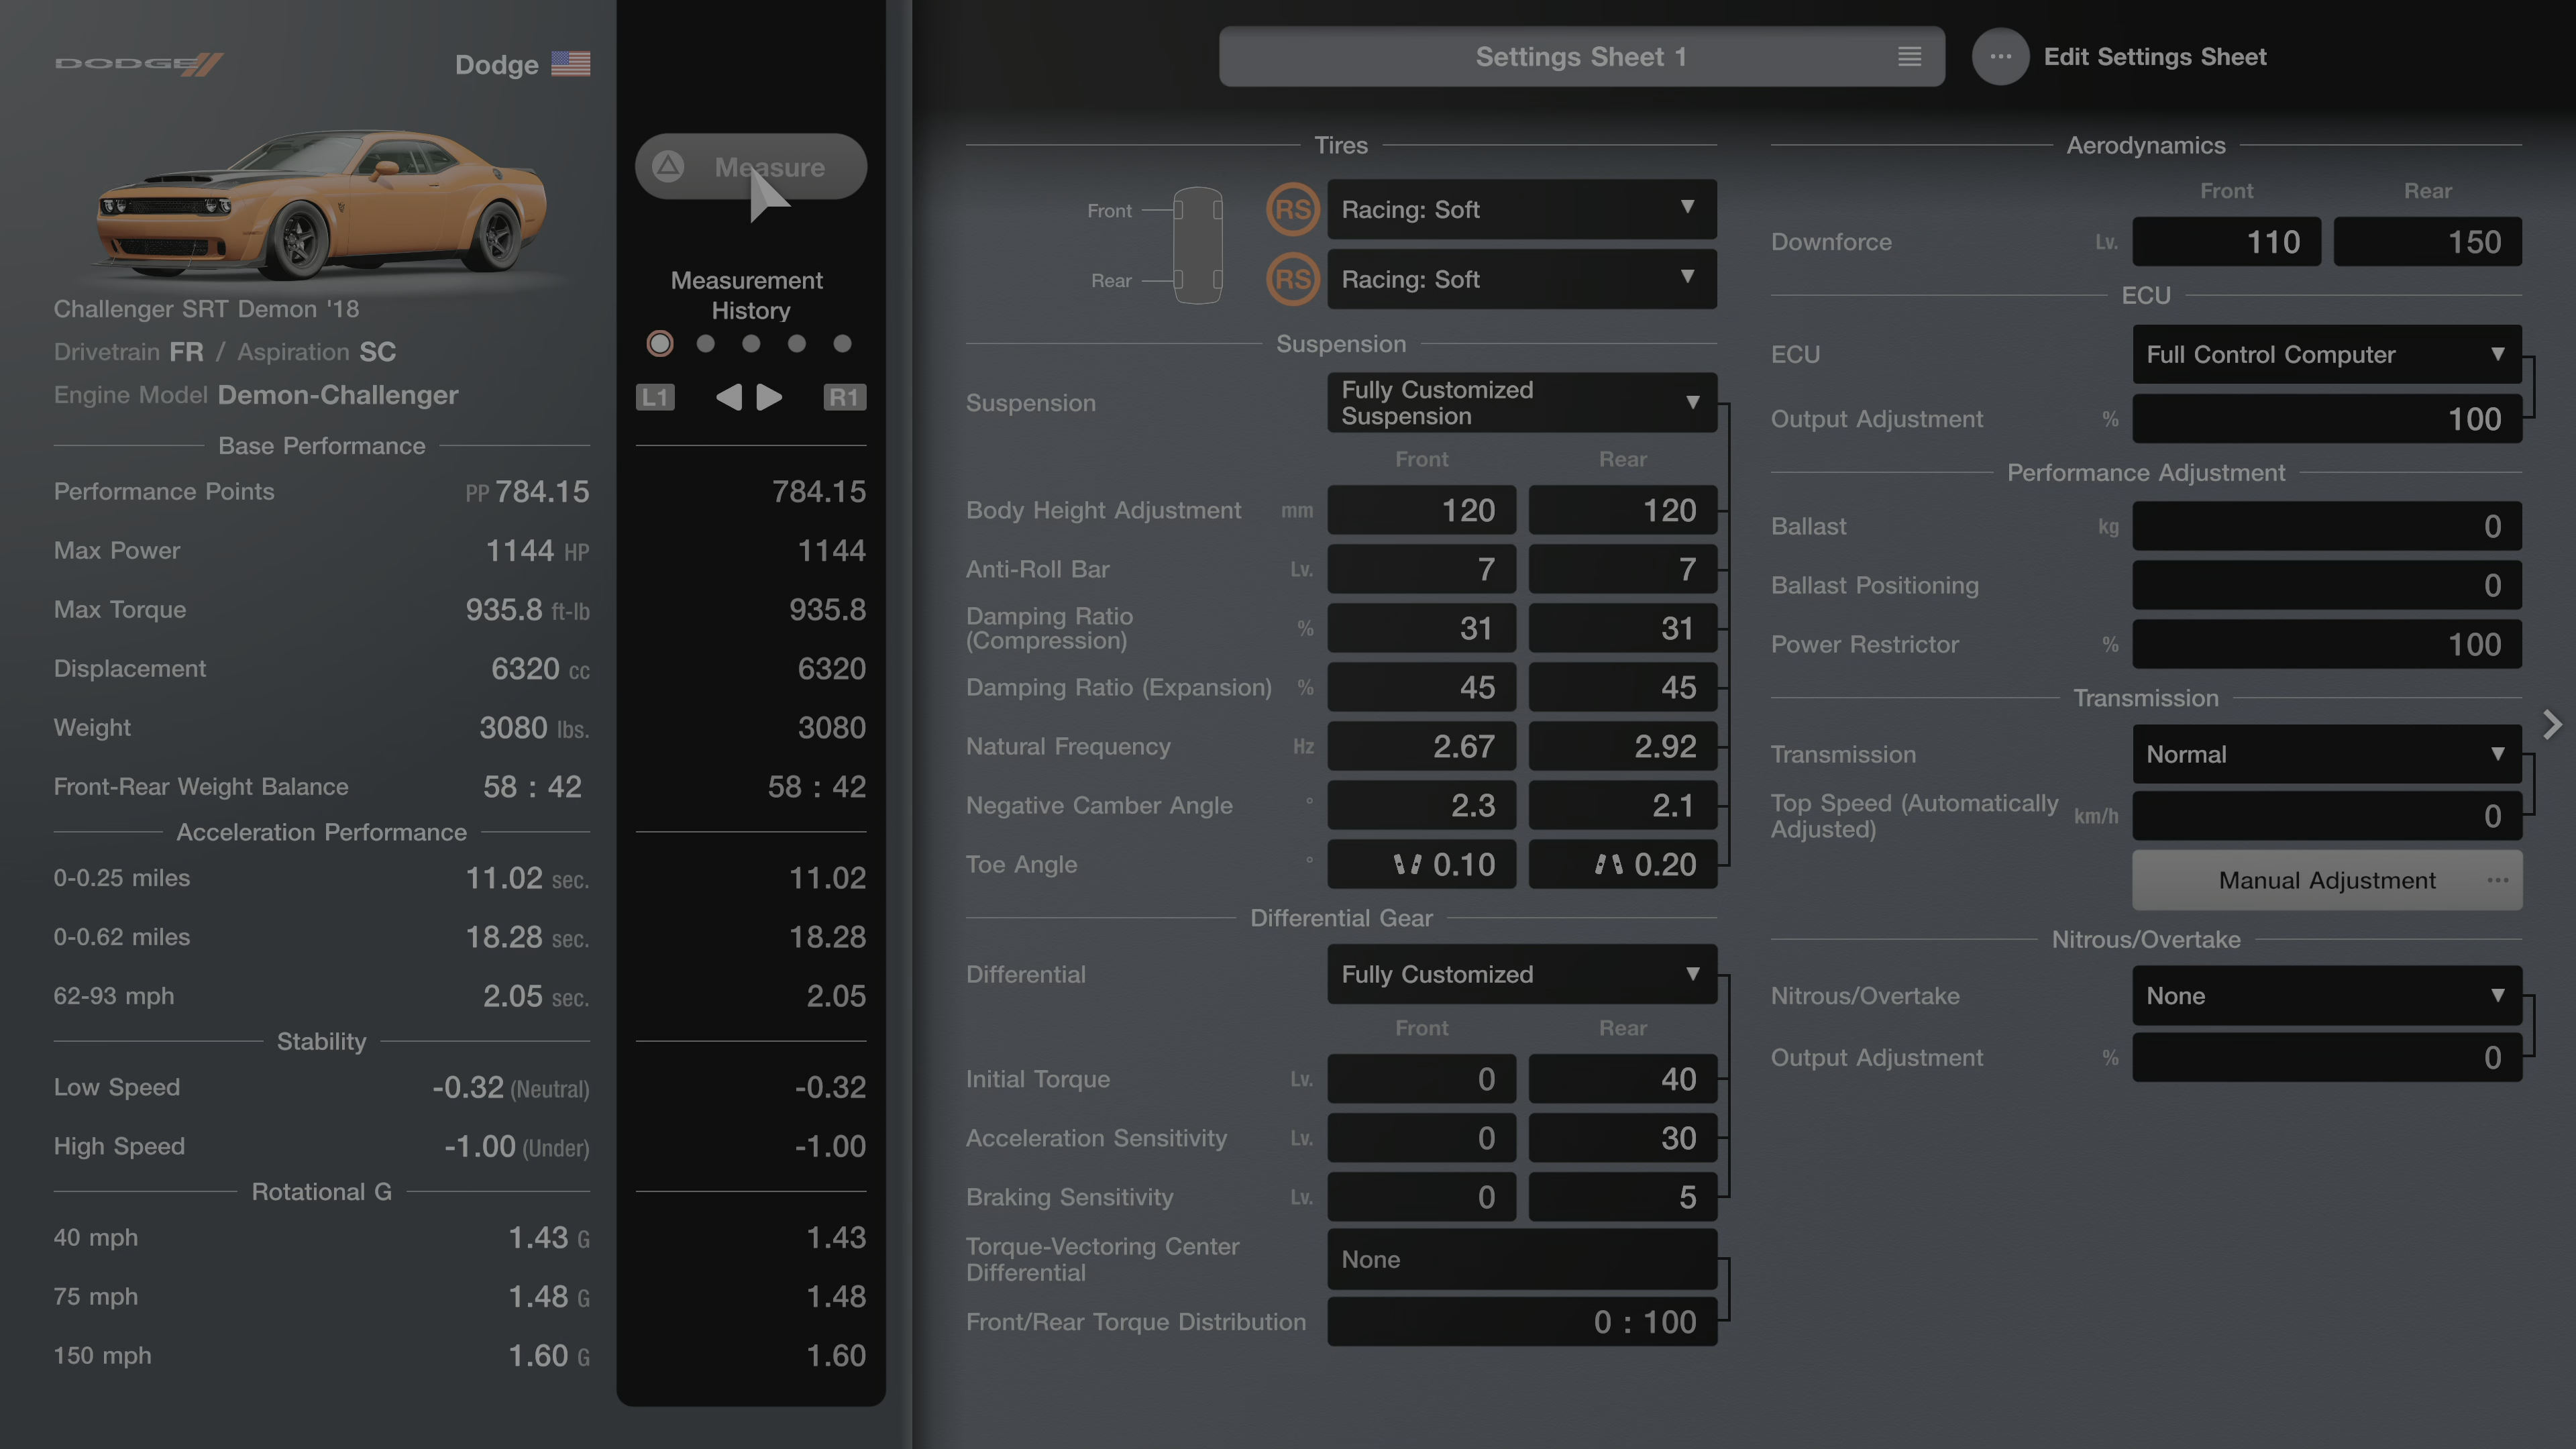 DODGE
Dodge
Challenger SRT Demon '18
Drivetrain FR / Aspiration SC
Engine Model Demon-Challenger
Base Performance
Performance Points PP 784.15
Max Power 1144 HP
Max Torque 935.8 ft-lb
Displacement 6320 cc
Weight 3080 lbs.
Front-Rear Weight Balance 58 : 42
Acceleration Performance
0-0.25 miles 11.02 sec.
0-0.62 miles 18.28 sec.
62-93 mph 2.05 sec.
Stability
Low Speed -0.32 (Neutral)
High Speed -1.00 (Under)
Rotational G
40 mph 1.43 G
75 mph 1.48 G
150 mph 1.60 G
Measure
Measurement
History
L1 R1
784.15
1144
935.8
6320
3080
58 : 42
11.02
18.28
2.05
-0.32
-1.00
1.43
1.48
1.60
Settings Sheet 1
Edit Settings Sheet
Tires
Front RS Racing: Soft
Rear RS Racing: Soft
Suspension
Suspension Fully Customized
Suspension
Front Rear
Body Height Adjustment mm 120 120
Anti-Roll Bar Lv. 7 7
Damping Ratio
(Compression) % 31 31
Damping Ratio (Expansion) % 45 45
Natural Frequency Hz 2.67 2.92
Negative Camber Angle ° 2.3 2.1
Toe Angle ° 0.10 0.20
Differential Gear
Differential Fully Customized
Front Rear
Initial Torque Lv. 0 40
Acceleration Sensitivity Lv. 0 30
Braking Sensitivity Lv. 0 5
Torque-Vectoring Center
Differential None
Front/Rear Torque Distribution 0 : 100
Aerodynamics
Front Rear
Downforce Lv. 110 150
ECU
ECU Full Control Computer
Output Adjustment % 100
Performance Adjustment
Ballast kg 0
Ballast Positioning 0
Power Restrictor % 100
Transmission
Transmission Normal
Top Speed (Automatically
Adjusted) km/h 0
Manual Adjustment
Nitrous/Overtake
Nitrous/Overtake None
Output Adjustment % 0